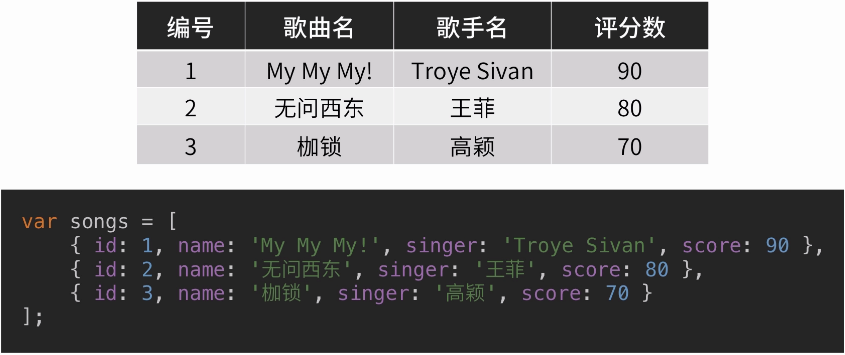 编号 歌曲名 歌手名 评分数
1 My My My! Troye Sivan 90
2 无问西东 王菲 80
3 枷锁 高颖 70
var songs = [
    { id: 1, name: 'My My My!', singer: 'Troye Sivan', score: 90 },
    { id: 2, name: '无问西东', singer: '王菲', score: 80 },
    { id: 3, name: '枷锁', singer: '高颖', score: 70 }
];